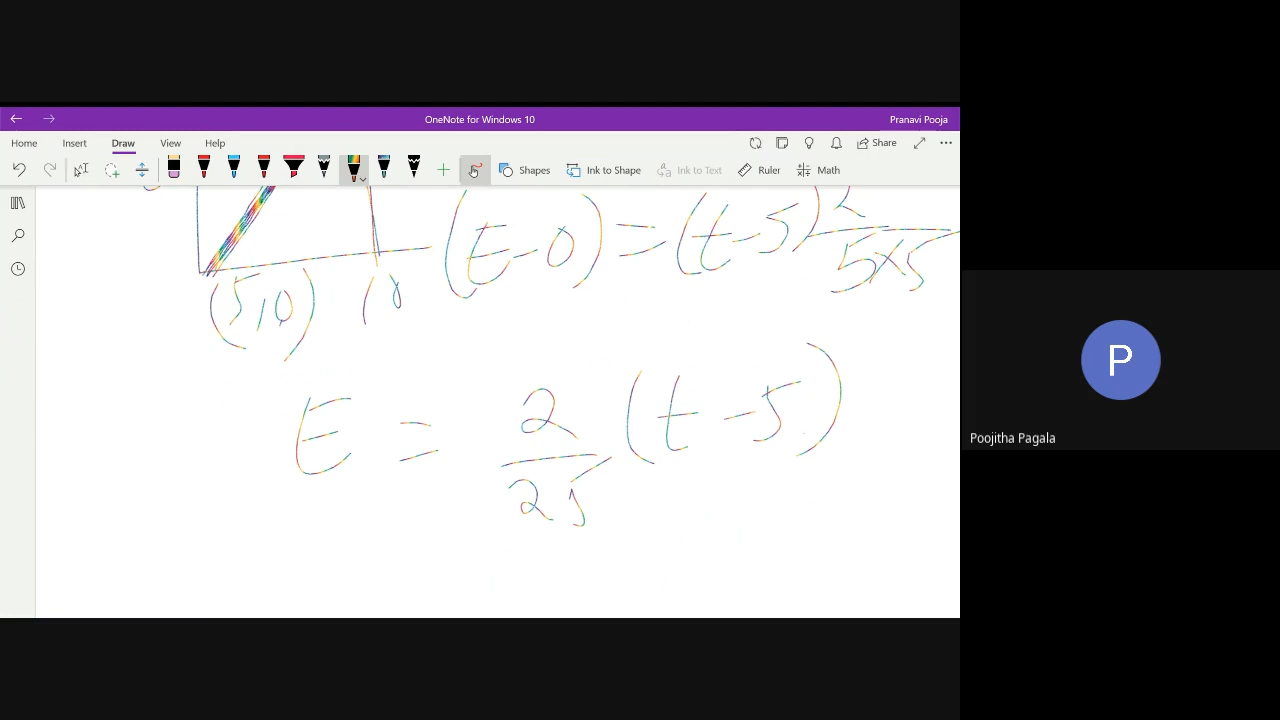 OneNote for Windows 10
Pranavi Pooja
Home Insert Draw View Help
Share
Shapes Ink to Shape Ink to Text Ruler Math
(t-0) = (t-5) 2/5×5
(5,0) 10
E = 2/25 (t-5)
P
Poojitha Pagala